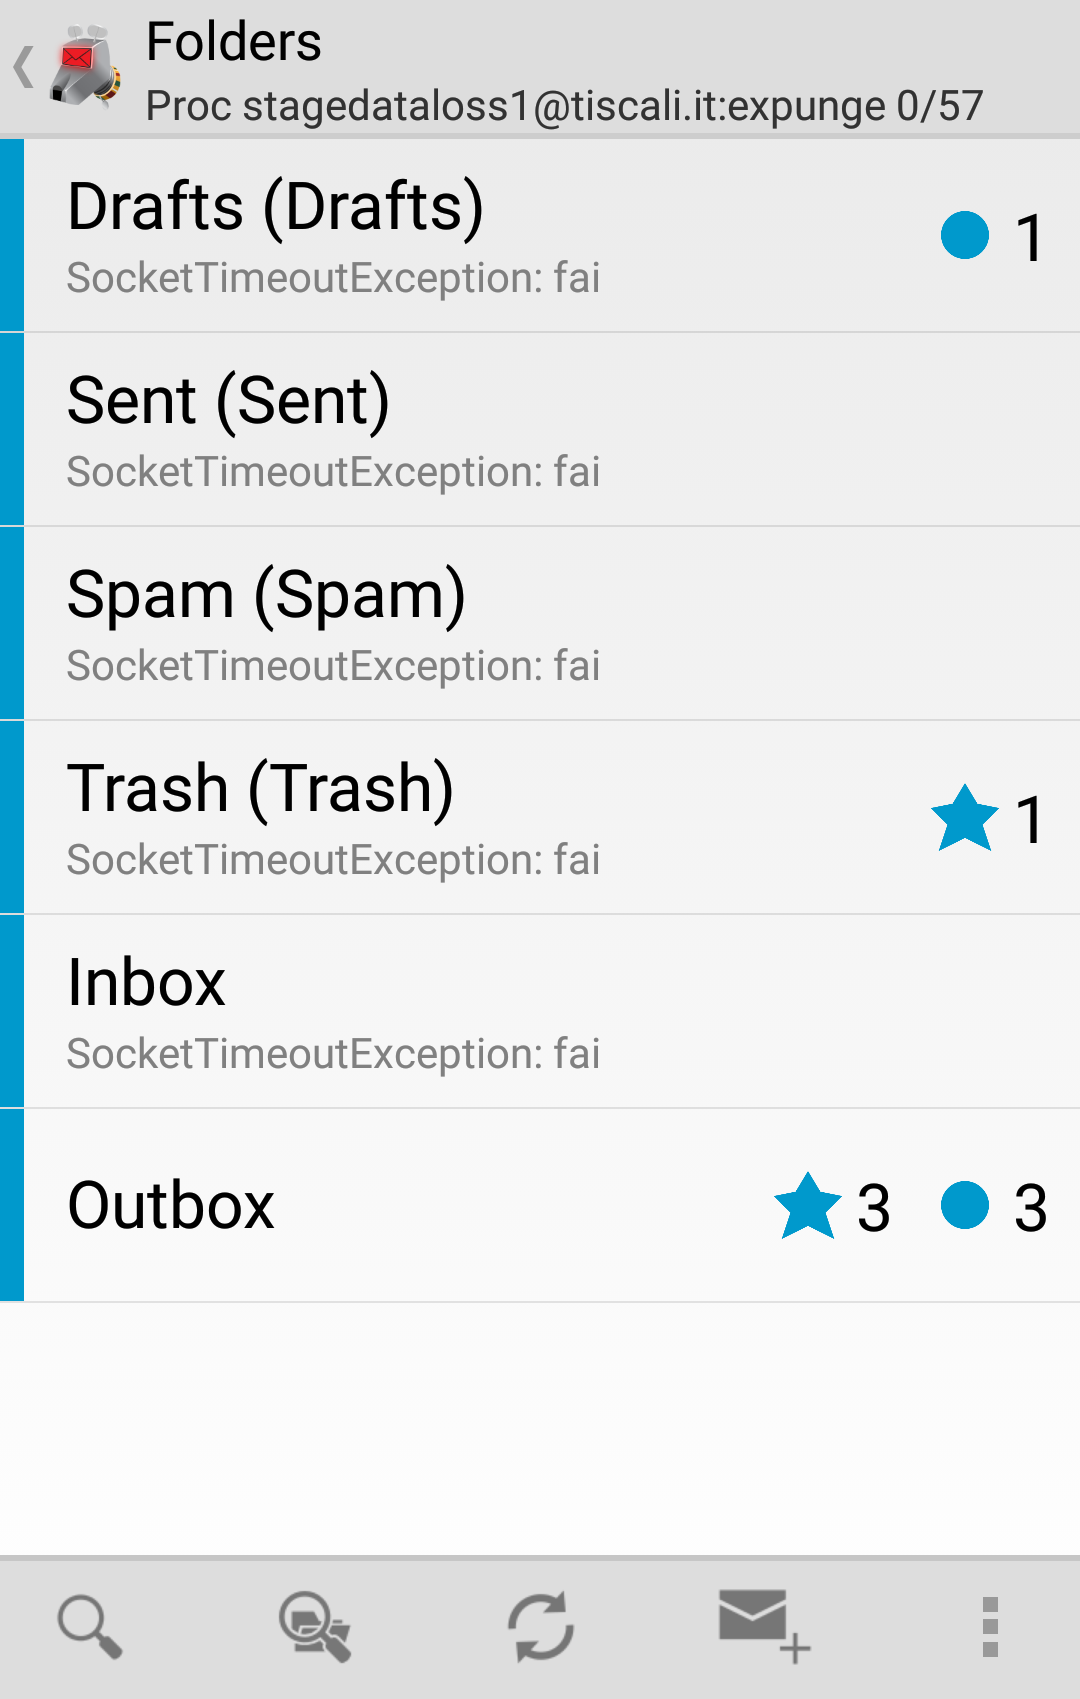 Folders
Proc stagedataloss1@tiscali.it:expunge 0/57
Drafts (Drafts)
SocketTimeoutException: fai
1
Sent (Sent)
SocketTimeoutException: fai
Spam (Spam)
SocketTimeoutException: fai
Trash (Trash)
SocketTimeoutException: fai
1
Inbox
SocketTimeoutException: fai
Outbox 3 3